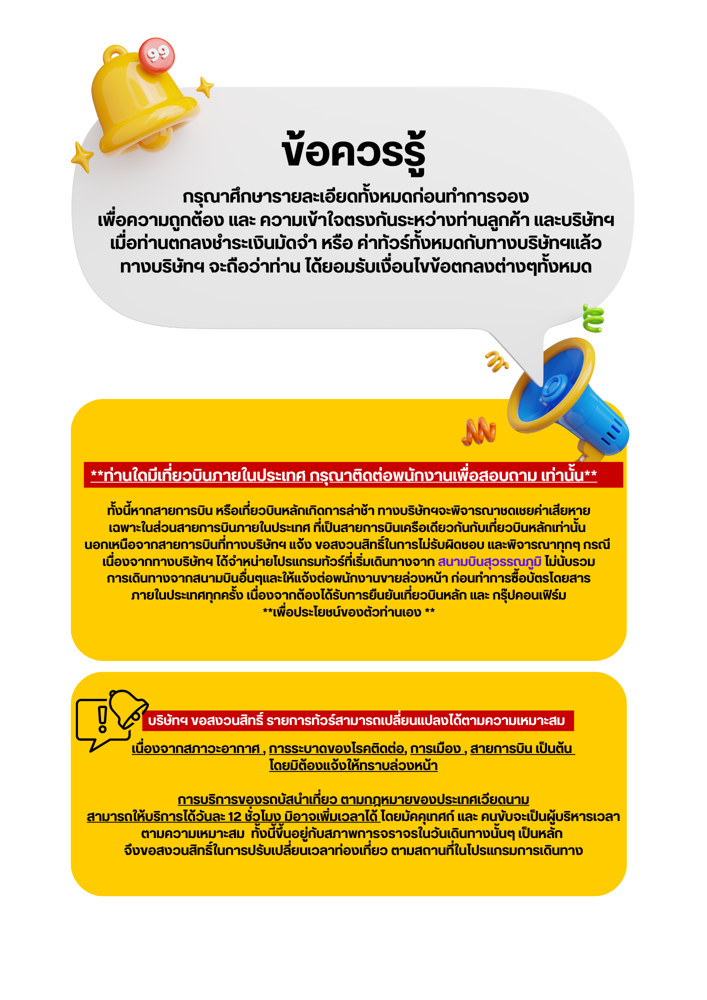 99
ข้อควรรู้
กรุณาศึกษารายละเอียดทั้งหมดก่อนทำการจอง
เพื่อความถูกต้อง และ ความเข้าใจตรงกันระหว่างท่านลูกค้า และบริษัทฯ
เมื่อท่านตกลงชำระเงินมัดจำ หรือ ค่าทัวร์ทั้งหมดกับทางบริษัทฯแล้ว
ทางบริษัทฯ จะถือว่าท่าน ได้ยอมรับเงื่อนไขข้อตกลงต่างๆทั้งหมด
**ท่านใดมีเที่ยวบินภายในประเทศ กรุณาติดต่อพนักงานเพื่อสอบถาม เท่านั้น**
ทั้งนี้หากสายการบิน หรือเที่ยวบินหลักเกิดการล่าช้า ทางบริษัทฯจะพิจารณาชดเชยค่าเสียหาย
เฉพาะในส่วนสายการบินภายในประเทศ ที่เป็นสายการบินเครือเดียวกันกับเที่ยวบินหลักเท่านั้น
นอกเหนือจากสายการบินที่ทางบริษัทฯ แจ้ง ขอสงวนสิทธิ์ในการไม่รับผิดชอบ และพิจารณาทุกๆ กรณี
เนื่องจากทางบริษัทฯ ได้จำหน่ายโปรแกรมทัวร์ที่เริ่มเดินทางจาก สนามบินสุวรรณภูมิ ไม่นับรวม
การเดินทางจากสนามบินอื่นๆและให้แจ้งต่อพนักงานขายล่วงหน้า ก่อนทำการซื้อบัตรโดยสาร
ภายในประเทศทุกครั้ง เนื่องจากต้องได้รับการยืนยันเที่ยวบินหลัก และ กรุ๊ปคอนเฟิร์ม
**เพื่อประโยชน์ของตัวท่านเอง **
บริษัทฯ ขอสงวนสิทธิ์ รายการทัวร์สามารถเปลี่ยนแปลงได้ตามความเหมาะสม
เนื่องจากสภาวะอากาศ , การระบาดของโรคติดต่อ, การเมือง , สายการบิน เป็นต้น
โดยมิต้องแจ้งให้ทราบล่วงหน้า
การบริการของรถบัสนำเที่ยว ตามกฎหมายของประเทศเวียดนาม
สามารถให้บริการได้วันละ 12 ชั่วโมง มิอาจเพิ่มเวลาได้ โดยมัคคุเทศก์ และ คนขับจะเป็นผู้บริหารเวลา
ตามความเหมาะสม ทั้งนี้ขึ้นอยู่กับสภาพการจราจรในวันเดินทางนั้นๆ เป็นหลัก
จึงขอสงวนสิทธิ์ในการปรับเปลี่ยนเวลาท่องเที่ยว ตามสถานที่ในโปรแกรมการเดินทาง